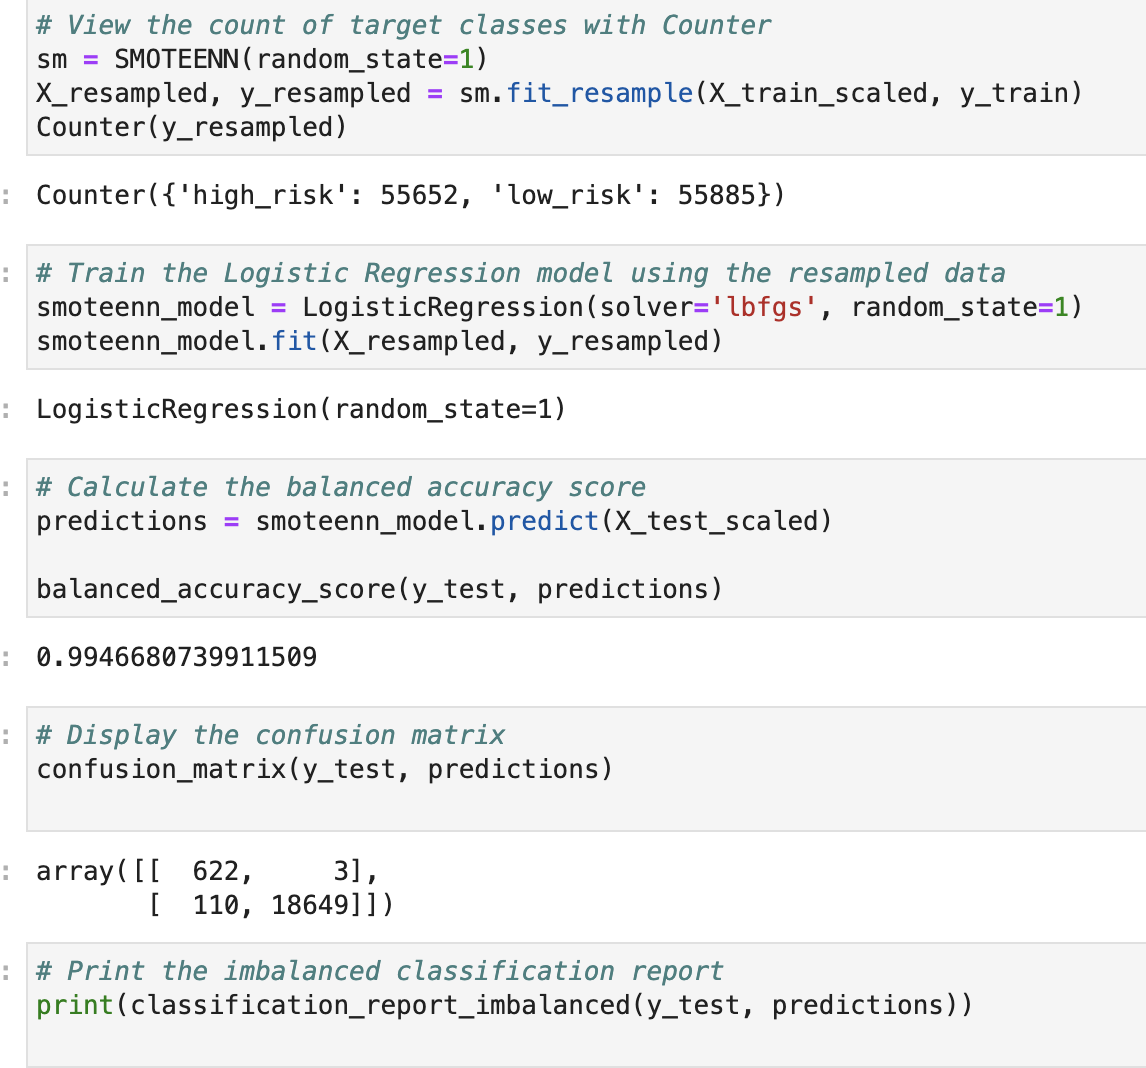 # View the count of target classes with Counter
sm = SMOTEENN(random_state=1)
X_resampled, y_resampled = sm.fit_resample(X_train_scaled, y_train)
Counter(y_resampled)
: Counter({'high_risk': 55652, 'low_risk': 55885})
: # Train the Logistic Regression model using the resampled data
smoteenn_model = LogisticRegression(solver='lbfgs', random_state=1)
smoteenn_model.fit(X_resampled, y_resampled)
: LogisticRegression(random_state=1)
: # Calculate the balanced accuracy score
predictions = smoteenn_model.predict(X_test_scaled)
balanced_accuracy_score(y_test, predictions)
: 0.9946680739911509
: # Display the confusion matrix
confusion_matrix(y_test, predictions)
: array([[  622,     3],
       [  110, 18649]])
: # Print the imbalanced classification report
print(classification_report_imbalanced(y_test, predictions))